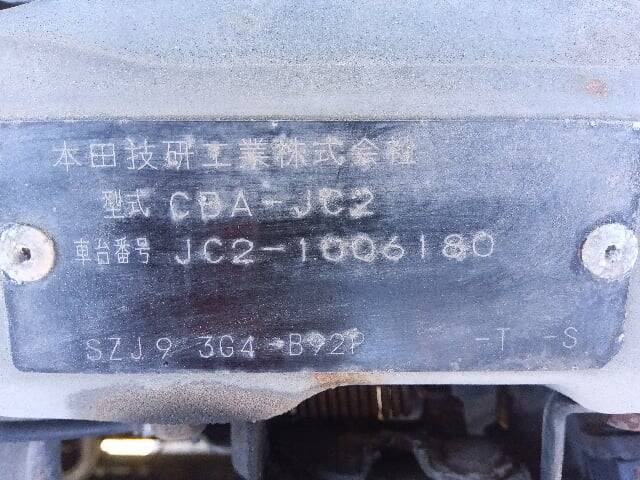 本田技研工業株式会社
型式 CBA-JC2
車台番号 JC2-1006180
SZJ9 3G4-B92P -T -S